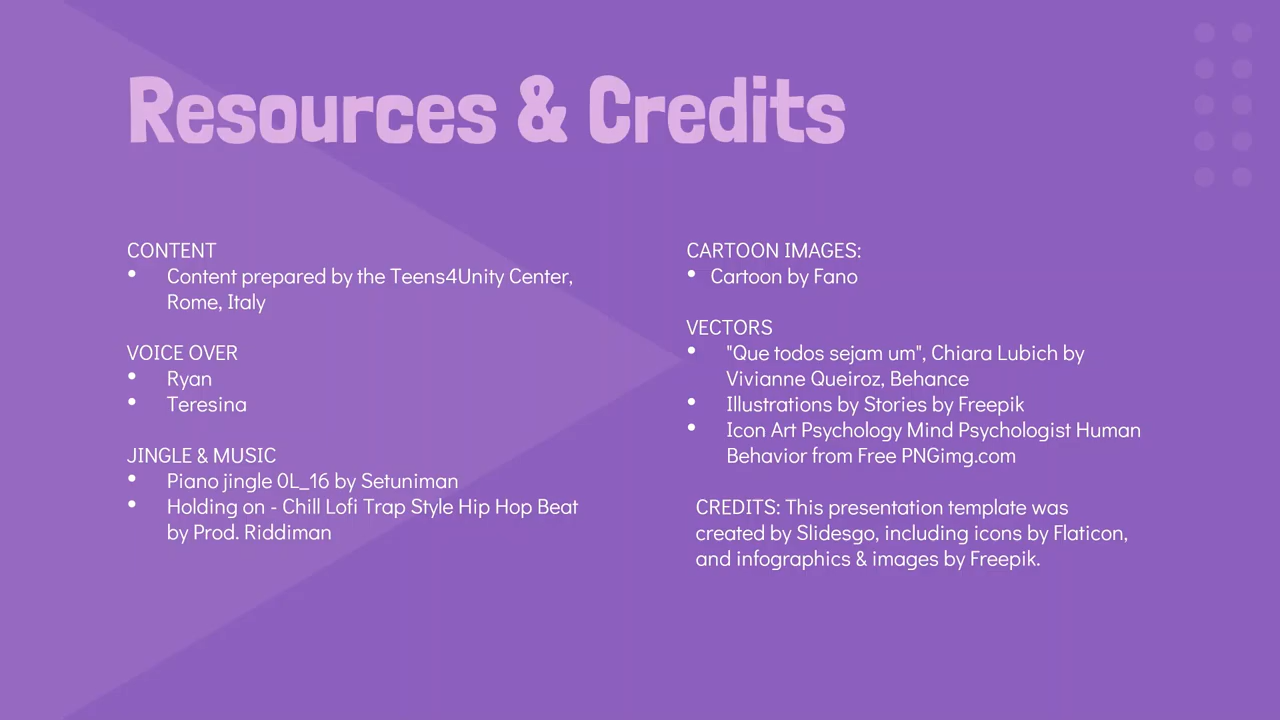 Resources & Credits
CONTENT
• Content prepared by the Teens4Unity Center,
Rome, Italy
VOICE OVER
• Ryan
• Teresina
JINGLE & MUSIC
• Piano jingle 0L_16 by Setuniman
• Holding on - Chill Lofi Trap Style Hip Hop Beat
by Prod. Riddiman
CARTOON IMAGES:
• Cartoon by Fano
VECTORS
• "Que todos sejam um", Chiara Lubich by
Vivianne Queiroz, Behance
• Illustrations by Stories by Freepik
• Icon Art Psychology Mind Psychologist Human
Behavior from Free PNGimg.com
CREDITS: This presentation template was
created by Slidesgo, including icons by Flaticon,
and infographics & images by Freepik.